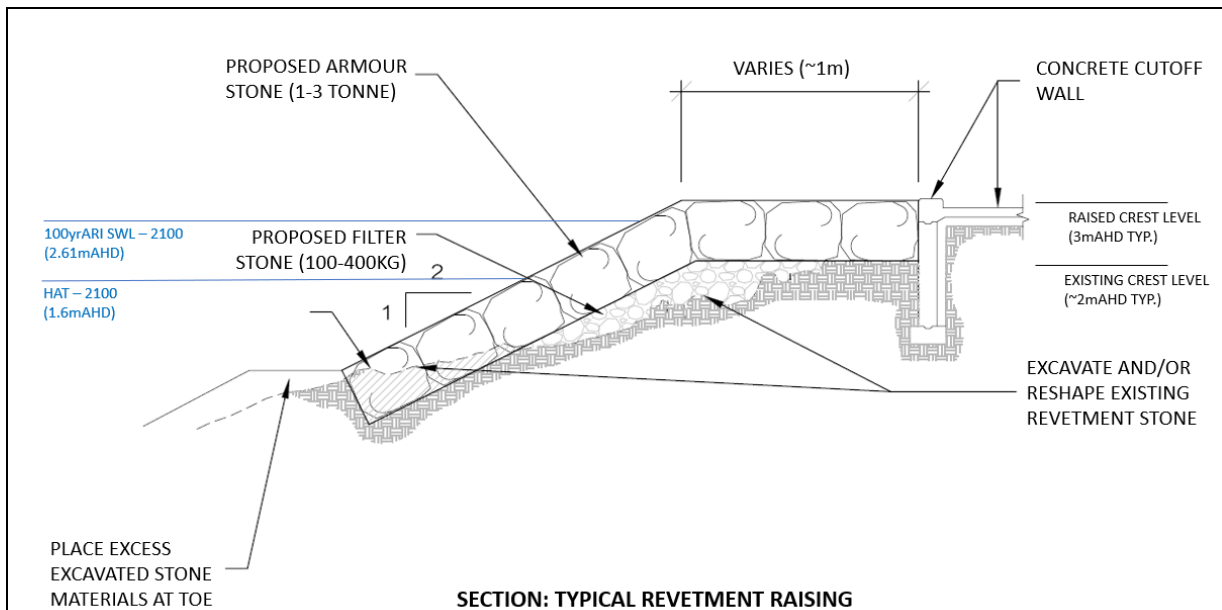 PROPOSED ARMOUR
STONE (1-3 TONNE)
VARIES (~1m)
CONCRETE CUTOFF
WALL
100yrARI SWL – 2100
(2.61mAHD)
PROPOSED FILTER
STONE (100-400KG)
RAISED CREST LEVEL
(3mAHD TYP.)
HAT – 2100
(1.6mAHD)
2
1
EXISTING CREST LEVEL
(~2mAHD TYP.)
EXCAVATE AND/OR
RESHAPE EXISTING
REVETMENT STONE
PLACE EXCESS
EXCAVATED STONE
MATERIALS AT TOE
SECTION: TYPICAL REVETMENT RAISING